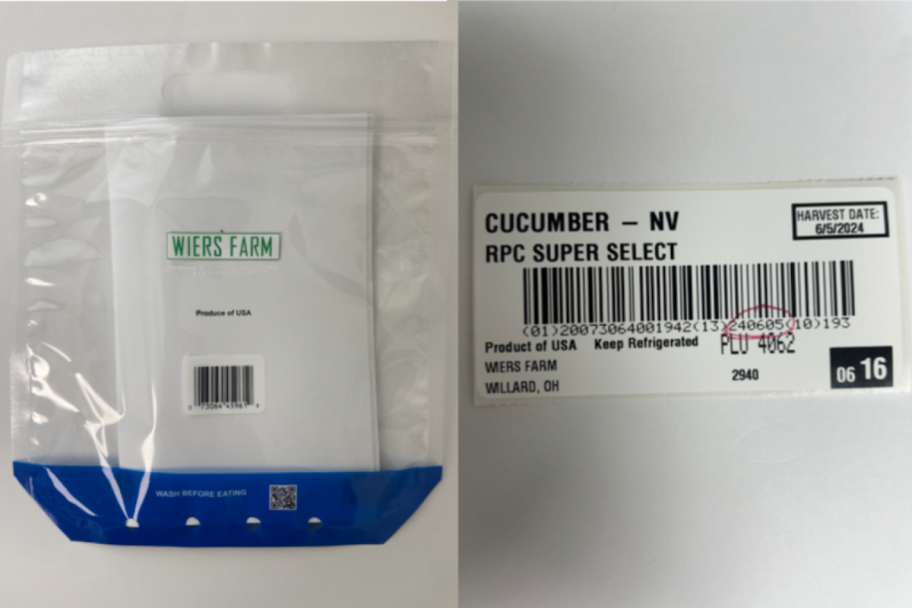 WIERS FARM
Produce of USA
WASH BEFORE EATING
CUCUMBER – NV
HARVEST DATE:
6/5/2024
RPC SUPER SELECT
(01)20073064001942(13)240605(10)193
Product of USA Keep Refrigerated PLU 4062
WIERS FARM
WILLARD, OH
2940
06 16